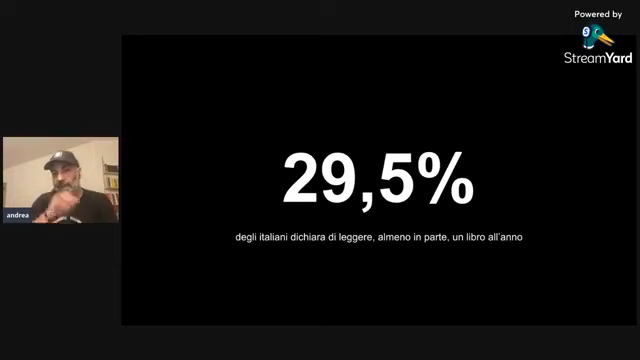 Powered by
StreamYard
29,5%
degli italiani dichiara di leggere, almeno in parte, un libro all'anno
andrea